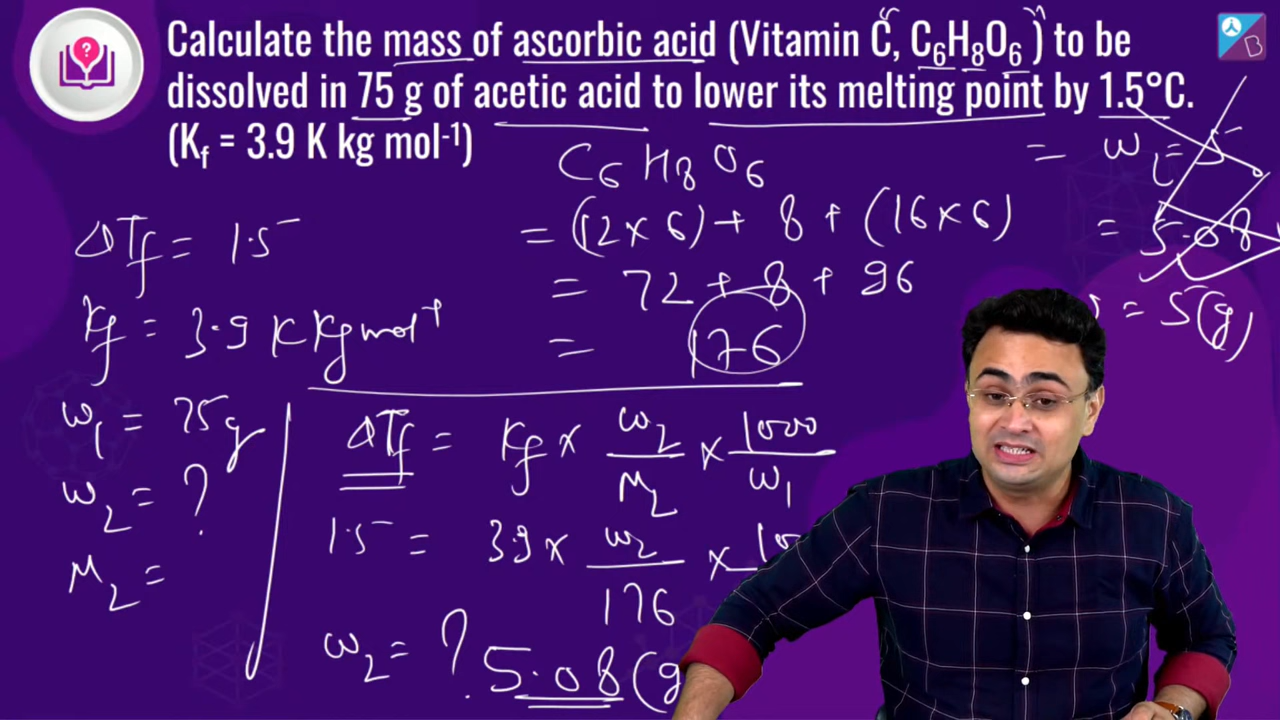 Calculate the mass of ascorbic acid (Vitamin C, C₆H₈O₆) to be
dissolved in 75 g of acetic acid to lower its melting point by 1.5°C.
(Kf = 3.9 K kg mol⁻¹)
C₆H₈O₆
= (12×6) + 8 + (16×6)
= 72 + 8 + 96
= 176
ΔTf = 1.5
Kf = 3.9 K Kg mol⁻¹
w₁ = 75g
w₂ = ?
M₂ =
ΔTf = Kf × w₂/M₂ × 1000/w₁
1.5 = 3.9 × w₂/176 ×
w₂ = ? 5.08 (g
= 5.08
= 5(g)
B